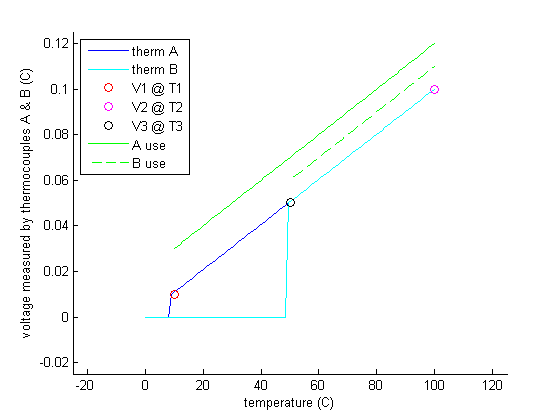 0.12
0.1
0.08
0.06
0.04
0.02
0
-0.02
-20
0
20
40
60
80
100
120
temperature (C)
voltage measured by thermocouples A & B (C)
therm A
therm B
V1 @ T1
V2 @ T2
V3 @ T3
A use
B use